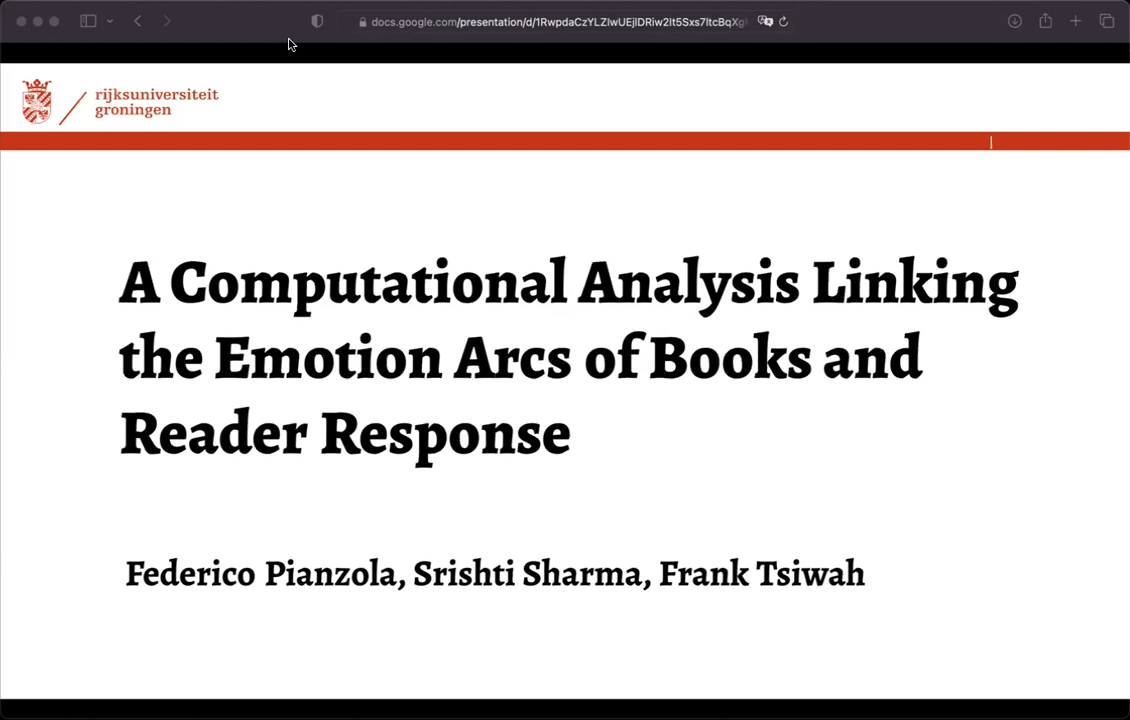 docs.google.com/presentation/d/
rijksuniversiteit
groningen
A Computational Analysis Linking
the Emotion Arcs of Books and
Reader Response
Federico Pianzola, Srishti Sharma, Frank Tsiwah